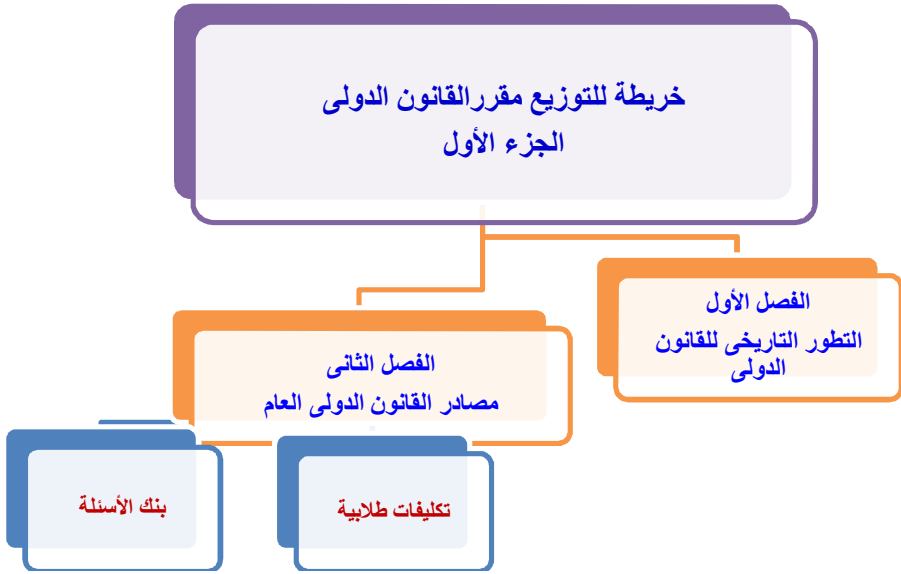 خريطة للتوزيع مقررالقانون الدولى
الجزء الأول
الفصل الأول
التطور التاريخى للقانون
الدولى
الفصل الثانى
مصادر القانون الدولى العام
تكليفات طلابية
بنك الأسئلة